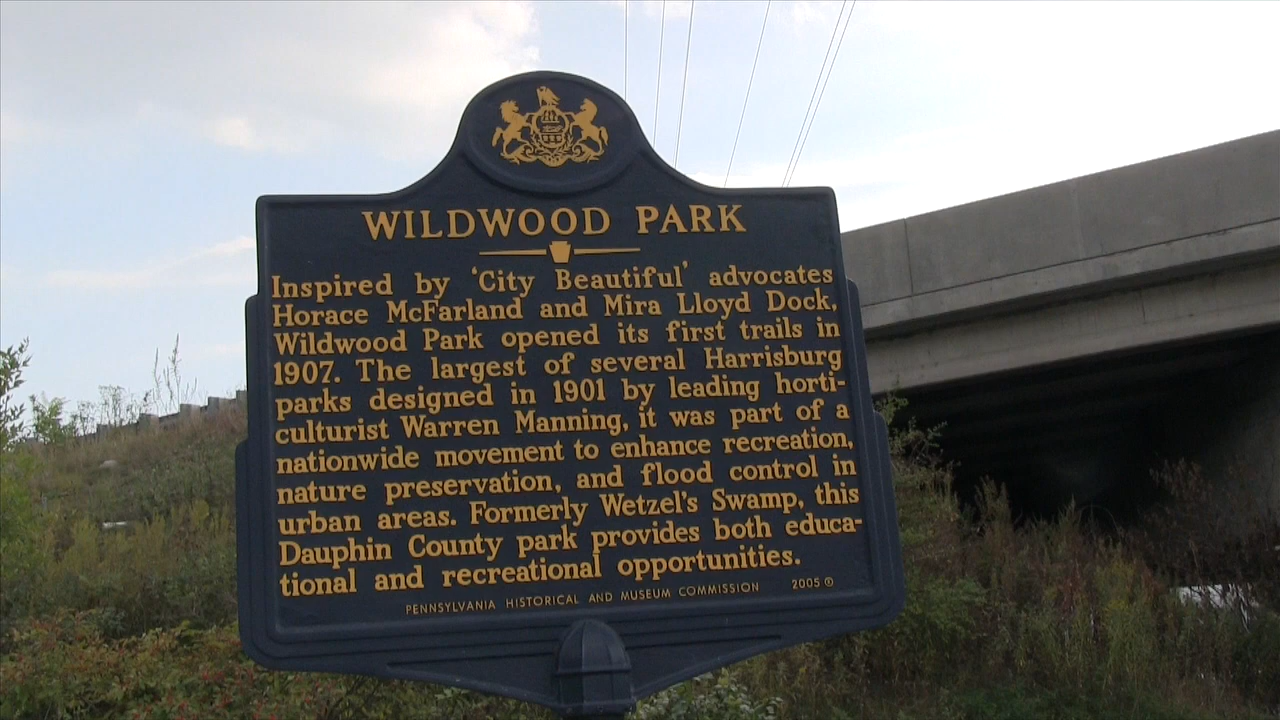 WILDWOOD PARK
Inspired by 'City Beautiful' advocates
Horace McFarland and Mira Lloyd Dock,
Wildwood Park opened its first trails in
1907. The largest of several Harrisburg
parks designed in 1901 by leading horti-
culturist Warren Manning, it was part of a
nationwide movement to enhance recreation,
nature preservation, and flood control in
urban areas. Formerly Wetzel's Swamp, this
Dauphin County park provides both educa-
tional and recreational opportunities.
PENNSYLVANIA HISTORICAL AND MUSEUM COMMISSION 2005 ®